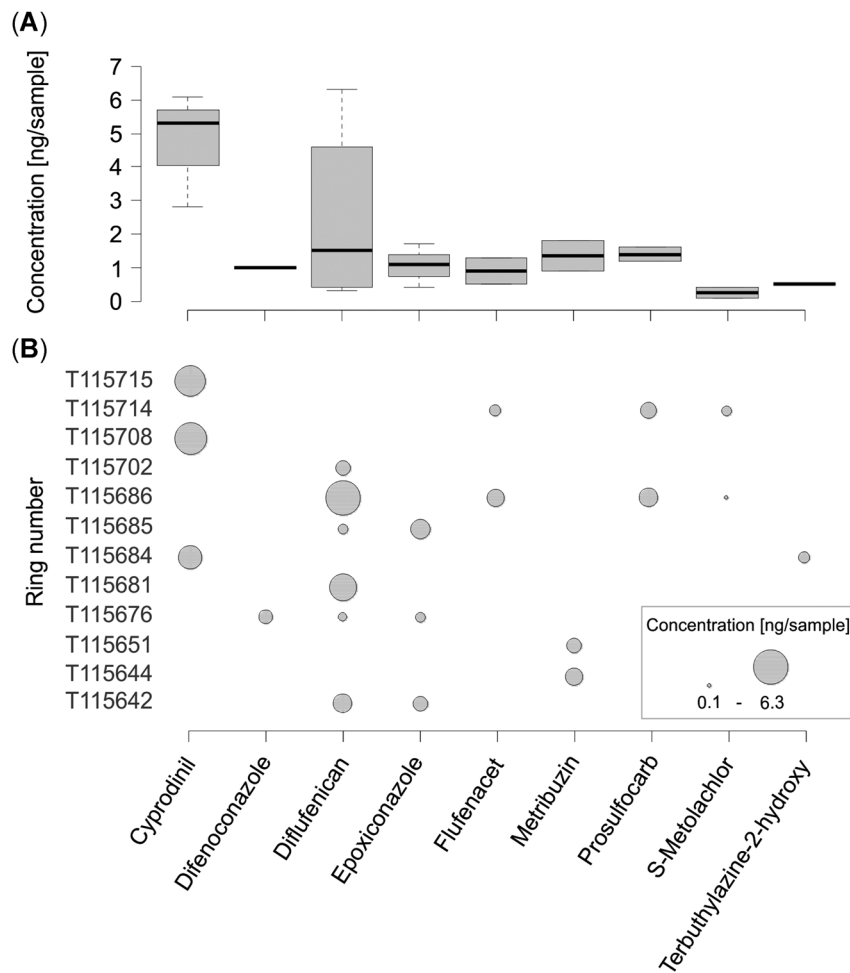 (A)
Concentration [ng/sample]
7
6
5
4
3
2
1
0
(B)
Ring number
T115715
T115714
T115708
T115702
T115686
T115685
T115684
T115681
T115676
T115651
T115644
T115642
Concentration [ng/sample]
0.1 - 6.3
Cyprodinil
Difenoconazole
Diflufenican
Epoxiconazole
Flufenacet
Metribuzin
Prosulfocarb
S-Metolachlor
Terbuthylazine-2-hydroxy